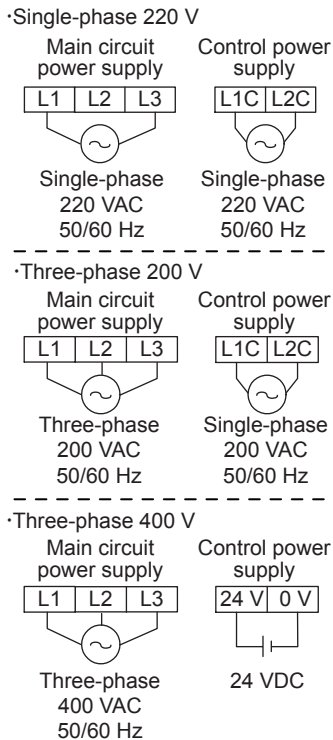 ·Single-phase 220 V
Main circuit
power supply
L1 L2 L3
Single-phase
220 VAC
50/60 Hz
Control power
supply
L1C L2C
Single-phase
220 VAC
50/60 Hz
·Three-phase 200 V
Main circuit
power supply
L1 L2 L3
Three-phase
200 VAC
50/60 Hz
Control power
supply
L1C L2C
Single-phase
200 VAC
50/60 Hz
·Three-phase 400 V
Main circuit
power supply
L1 L2 L3
Three-phase
400 VAC
50/60 Hz
Control power
supply
24 V 0 V
24 VDC